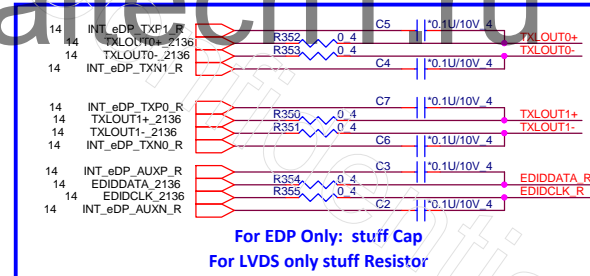 14 INT_eDP_TXP1_R C5 *0.1U/10V_4
14 TXLOUT0+_2136 R352 0_4 TXLOUT0+
14 TXLOUT0-_2136 R353 0_4 TXLOUT0-
14 INT_eDP_TXN1_R C4 *0.1U/10V_4
14 INT_eDP_TXP0_R C7 *0.1U/10V_4
14 TXLOUT1+_2136 R350 0_4 TXLOUT1+
14 TXLOUT1-_2136 R351 0_4 TXLOUT1-
14 INT_eDP_TXN0_R C6 *0.1U/10V_4
14 INT_eDP_AUXP_R C3 *0.1U/10V_4
14 EDIDDATA_2136 R354 0_4 EDIDDATA_R
14 EDIDCLK_2136 R355 0_4 EDIDCLK_R
14 INT_eDP_AUXN_R C2 *0.1U/10V_4
For EDP Only: stuff Cap
For LVDS only stuff Resistor